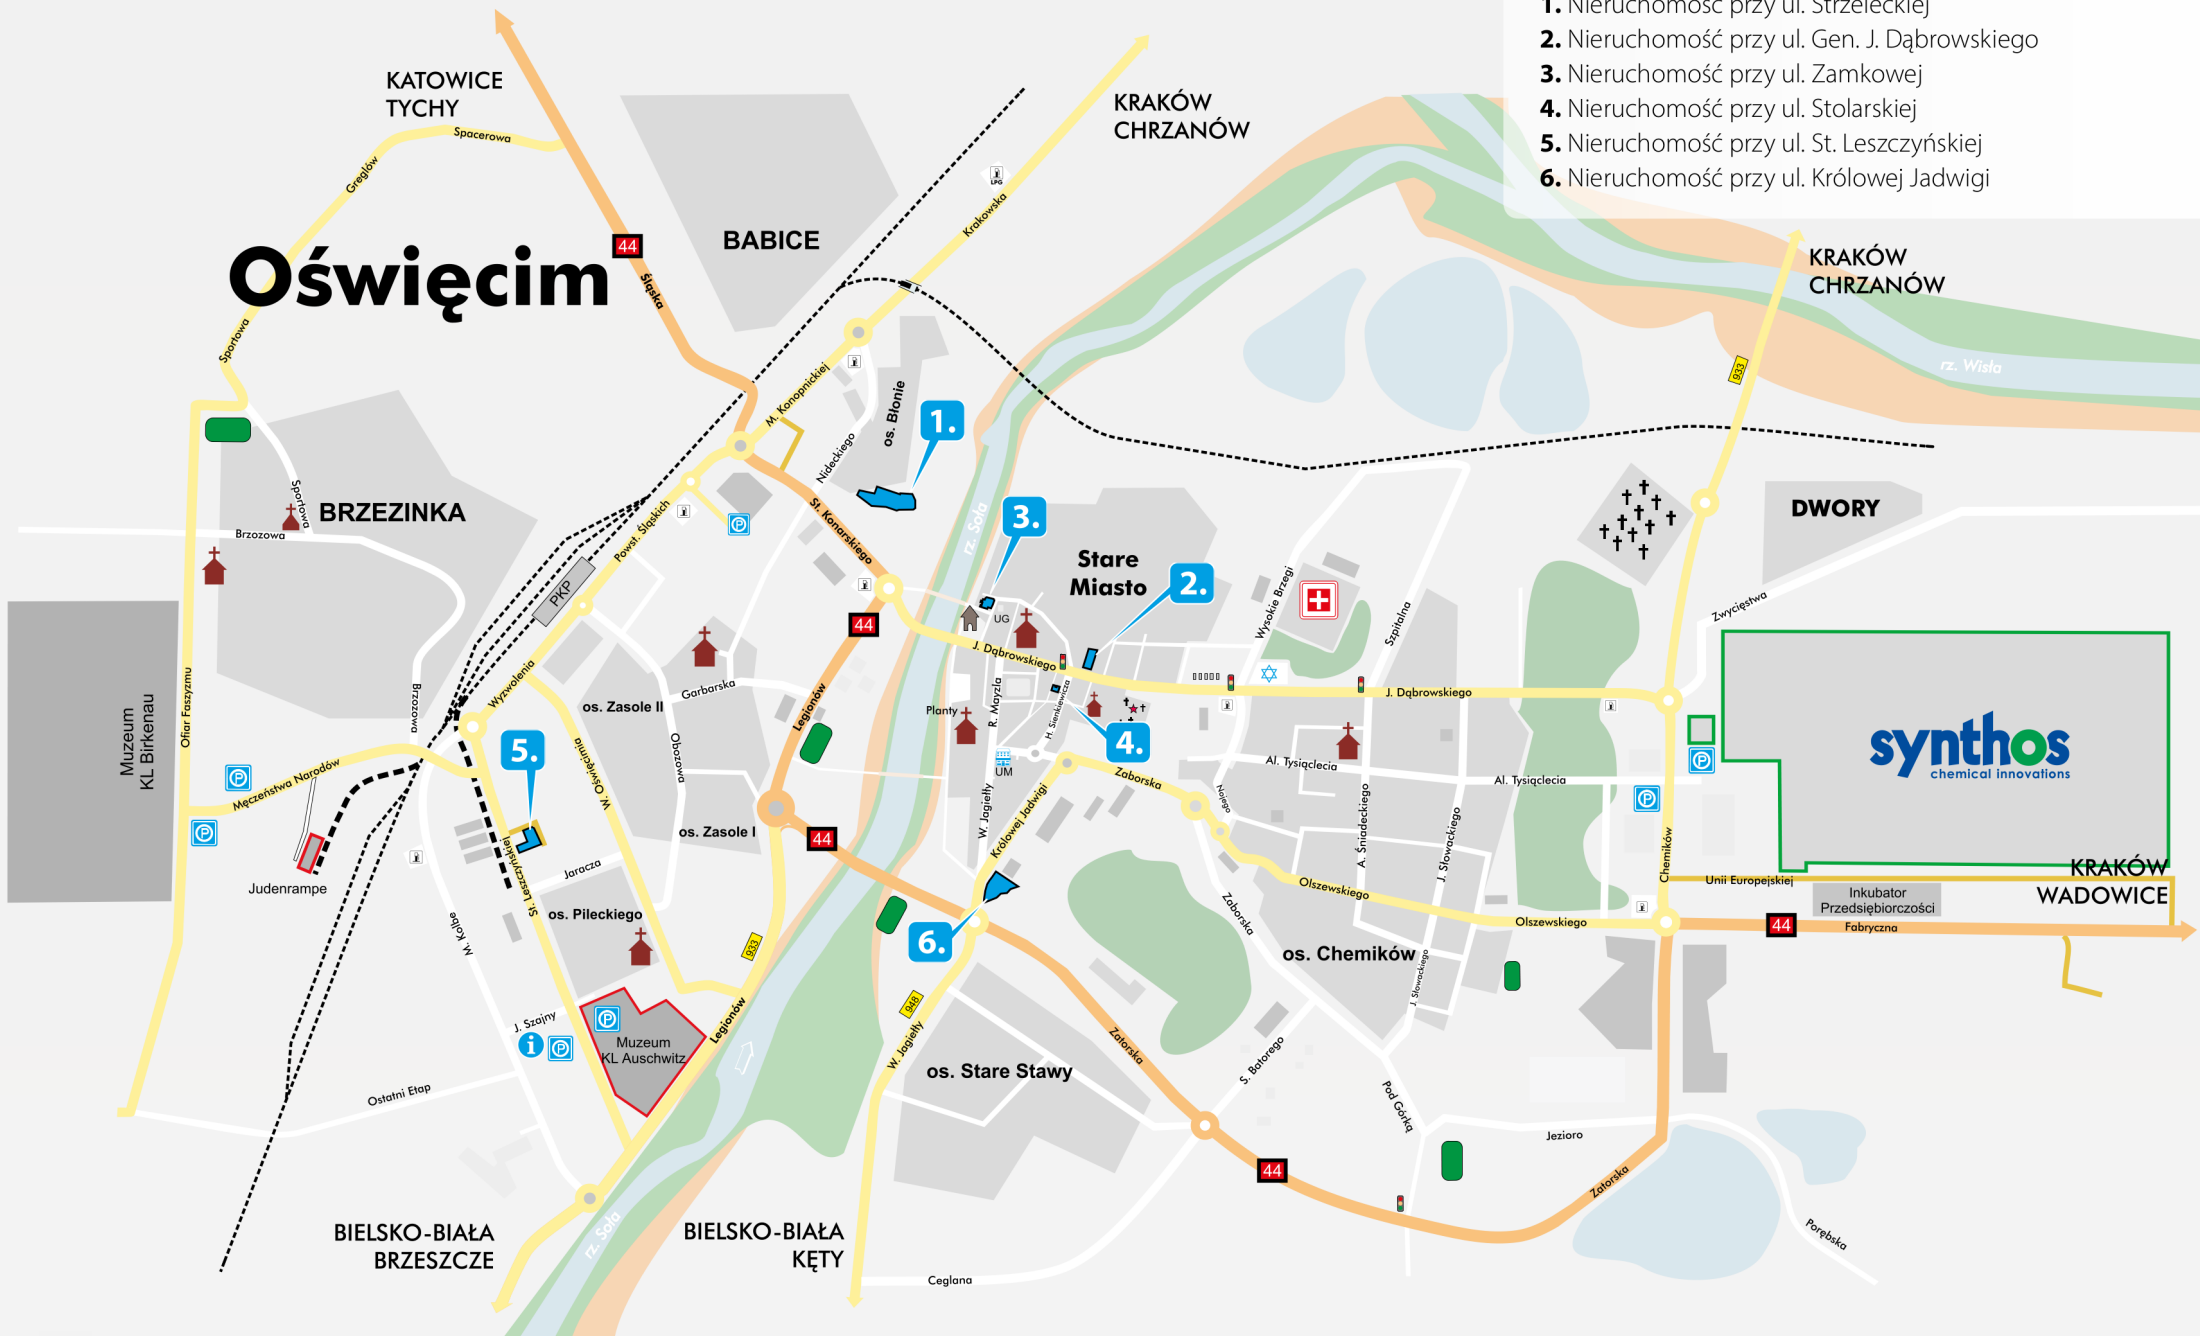 1. Nieruchomość przy ul. Strzeleckiej
2. Nieruchomość przy ul. Gen. J. Dąbrowskiego
3. Nieruchomość przy ul. Zamkowej
4. Nieruchomość przy ul. Stolarskiej
5. Nieruchomość przy ul. St. Leszczyńskiej
6. Nieruchomość przy ul. Królowej Jadwigi
KATOWICE
TYCHY
KRAKÓW
CHRZANÓW
Spacerowa
Greglów
LPG
Krakowska
BABICE
44
Śląska
Oświęcim
KRAKÓW
CHRZANÓW
Sportowa
933
rz. Wisła
M. Konopnickiej
os. Błonie
1.
Nideckiego
Sportowa
BRZEZINKA
Brzozowa
Powst. Śląskich
P
St. Konarskiego
rz. Soła
3.
Stare
Miasto
2.
DWORY
Zwycięstwa
PKP
44
UG
J. Dąbrowskiego
Wysokie Brzegi
Szpitalna
J. Dąbrowskiego
Muzeum
KL Birkenau
Ofiar Faszyzmu
Brzozowa
Wyzwolenia
os. Zasole II
Garbarska
Legionów
Planty
R. Mayzla
H. Sienkiewicza
4.
UM
synthos
chemical innovations
P
5.
W. Oświęcimia
Obozowa
Zaborska
Al. Tysiąclecia
Al. Tysiąclecia
P
P
Męczeństwa Narodów
P
Judenrampe
os. Zasole I
44
W. Jagiełły
Królowej Jadwigi
Nojego
A. Śniadeckiego
J. Słowackiego
Chemików
KRAKÓW
WADOWICE
Unii Europejskiej
Inkubator
Przedsiębiorczości
Jaracza
St. Leszczyńskiej
os. Pileckiego
M. Kolbe
933
6.
Zaborska
Olszewskiego
Olszewskiego
44
Fabryczna
os. Chemików
J. Słowackiego
948
W. Jagiełły
J. Szajny
i
P
P
Muzeum
KL Auschwitz
Legionów
os. Stare Stawy
Zatorska
S. Batorego
Pod Górką
Ostatni Etap
Jezioro
44
Zatorska
Porębska
BIELSKO-BIAŁA
BRZESZCZE
rz. Soła
BIELSKO-BIAŁA
KĘTY
Ceglana